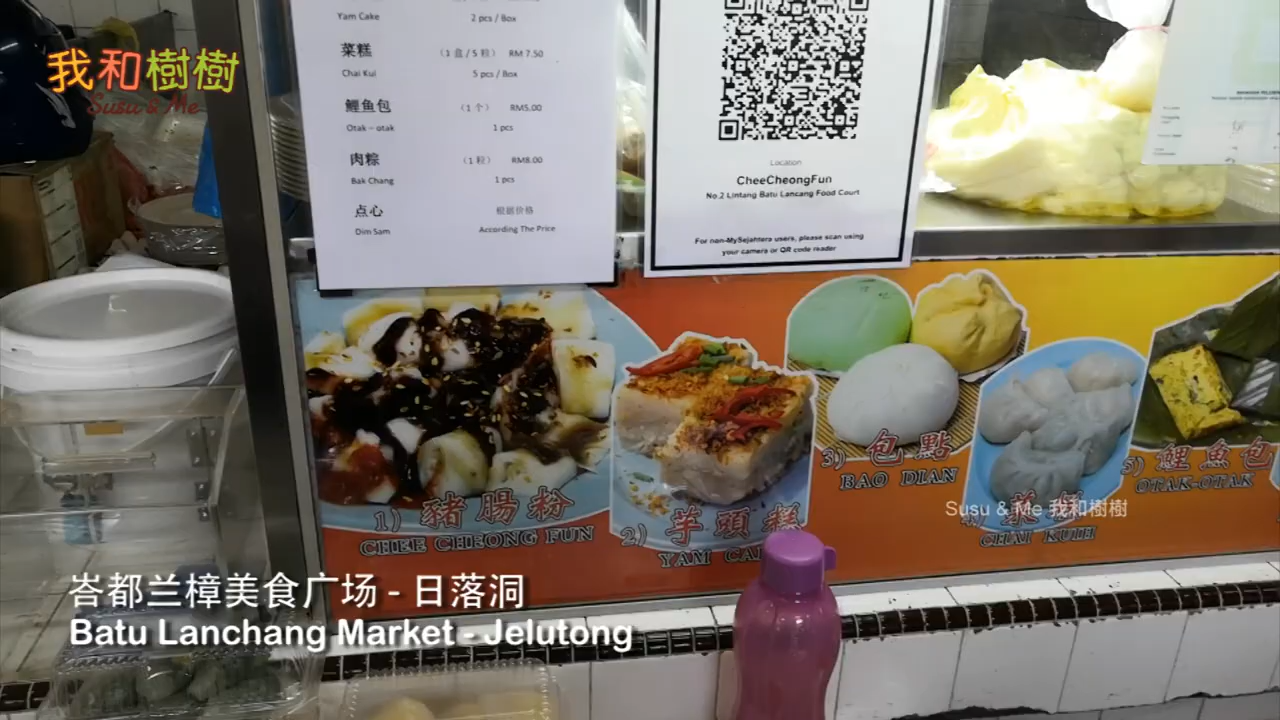 我和樹樹
Susu & Me
Yam Cake 2 pcs / Box
菜糕 （1 盒 / 5 粒） RM 7.50
Chai Kui 5 pcs / Box
鲤鱼包 （1 个） RM5.00
Otak – otak 1 pcs
肉粽 （1 粒） RM8.00
Bak Chang 1 pcs
点心 根据价格
Dim Sam According The Price
Location
CheeCheongFun
No.2 Lintang Batu Lancang Food Court
For non-MySejahtera users, please scan using
your camera or QR code reader
1) 豬腸粉
CHEE CHEONG FUN
2) 芋頭糕
YAM
3) 包點
BAO DIAN
菜
CHAI KUIH
5) 鯉魚包
OTAK-OTAK
Susu & Me 我和樹樹
峇都兰樟美食广场 - 日落洞
Batu Lanchang Market - Jelutong